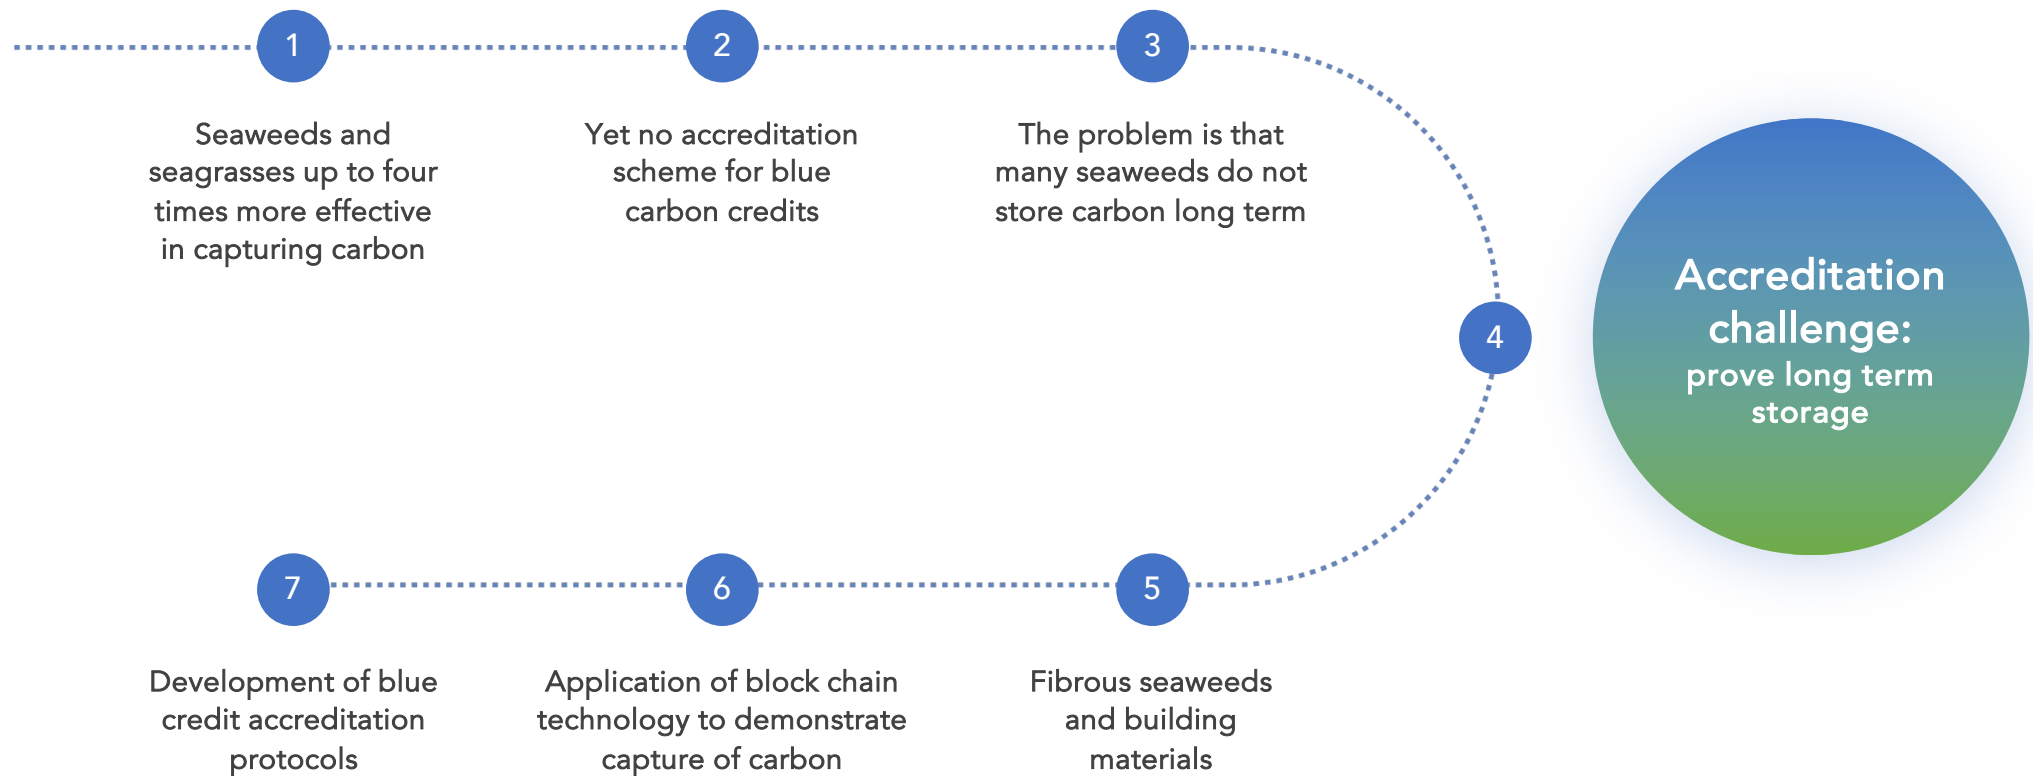 1
Seaweeds and
seagrasses up to four
times more effective
in capturing carbon
2
Yet no accreditation
scheme for blue
carbon credits
3
The problem is that
many seaweeds do not
store carbon long term
4
Accreditation
challenge:
prove long term
storage
5
Fibrous seaweeds
and building
materials
6
Application of block chain
technology to demonstrate
capture of carbon
7
Development of blue
credit accreditation
protocols